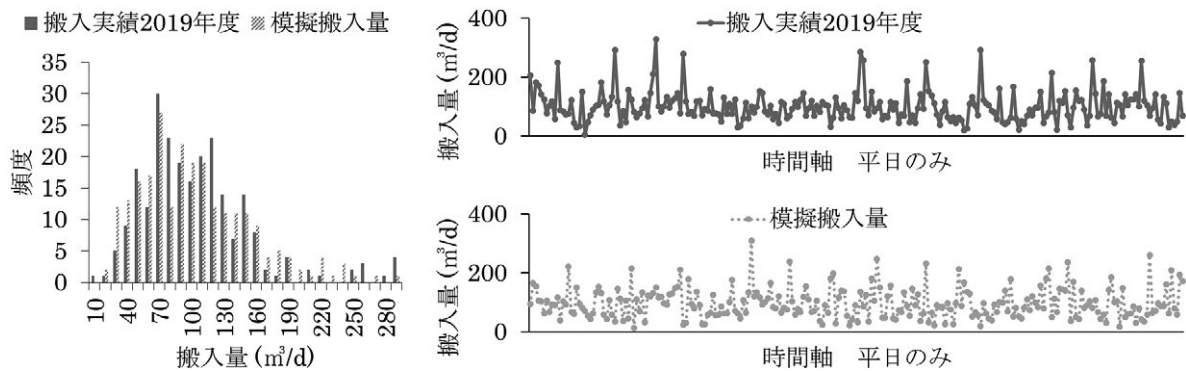 ■搬入実績2019年度 模擬搬入量
35
30
25
20
15
10
5
0
頻度
10 40 70 100 130 160 190 220 250 280
搬入量 (㎥/d)
搬入実績2019年度
400
200
0
搬入量 (㎥/d)
時間軸 平日のみ
模擬搬入量
400
200
0
搬入量 (㎥/d)
時間軸 平日のみ